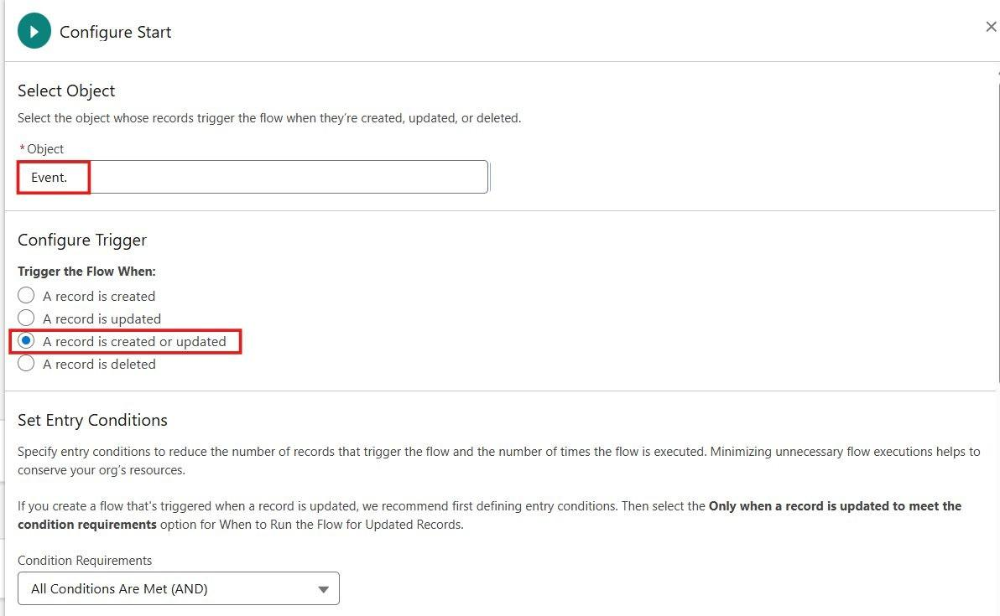 Configure Start
Select Object
Select the object whose records trigger the flow when they're created, updated, or deleted.
*Object
Event.
Configure Trigger
Trigger the Flow When:
A record is created
A record is updated
A record is created or updated
A record is deleted
Set Entry Conditions
Specify entry conditions to reduce the number of records that trigger the flow and the number of times the flow is executed. Minimizing unnecessary flow executions helps to
conserve your org's resources.
If you create a flow that's triggered when a record is updated, we recommend first defining entry conditions. Then select the Only when a record is updated to meet the
condition requirements option for When to Run the Flow for Updated Records.
Condition Requirements
All Conditions Are Met (AND)